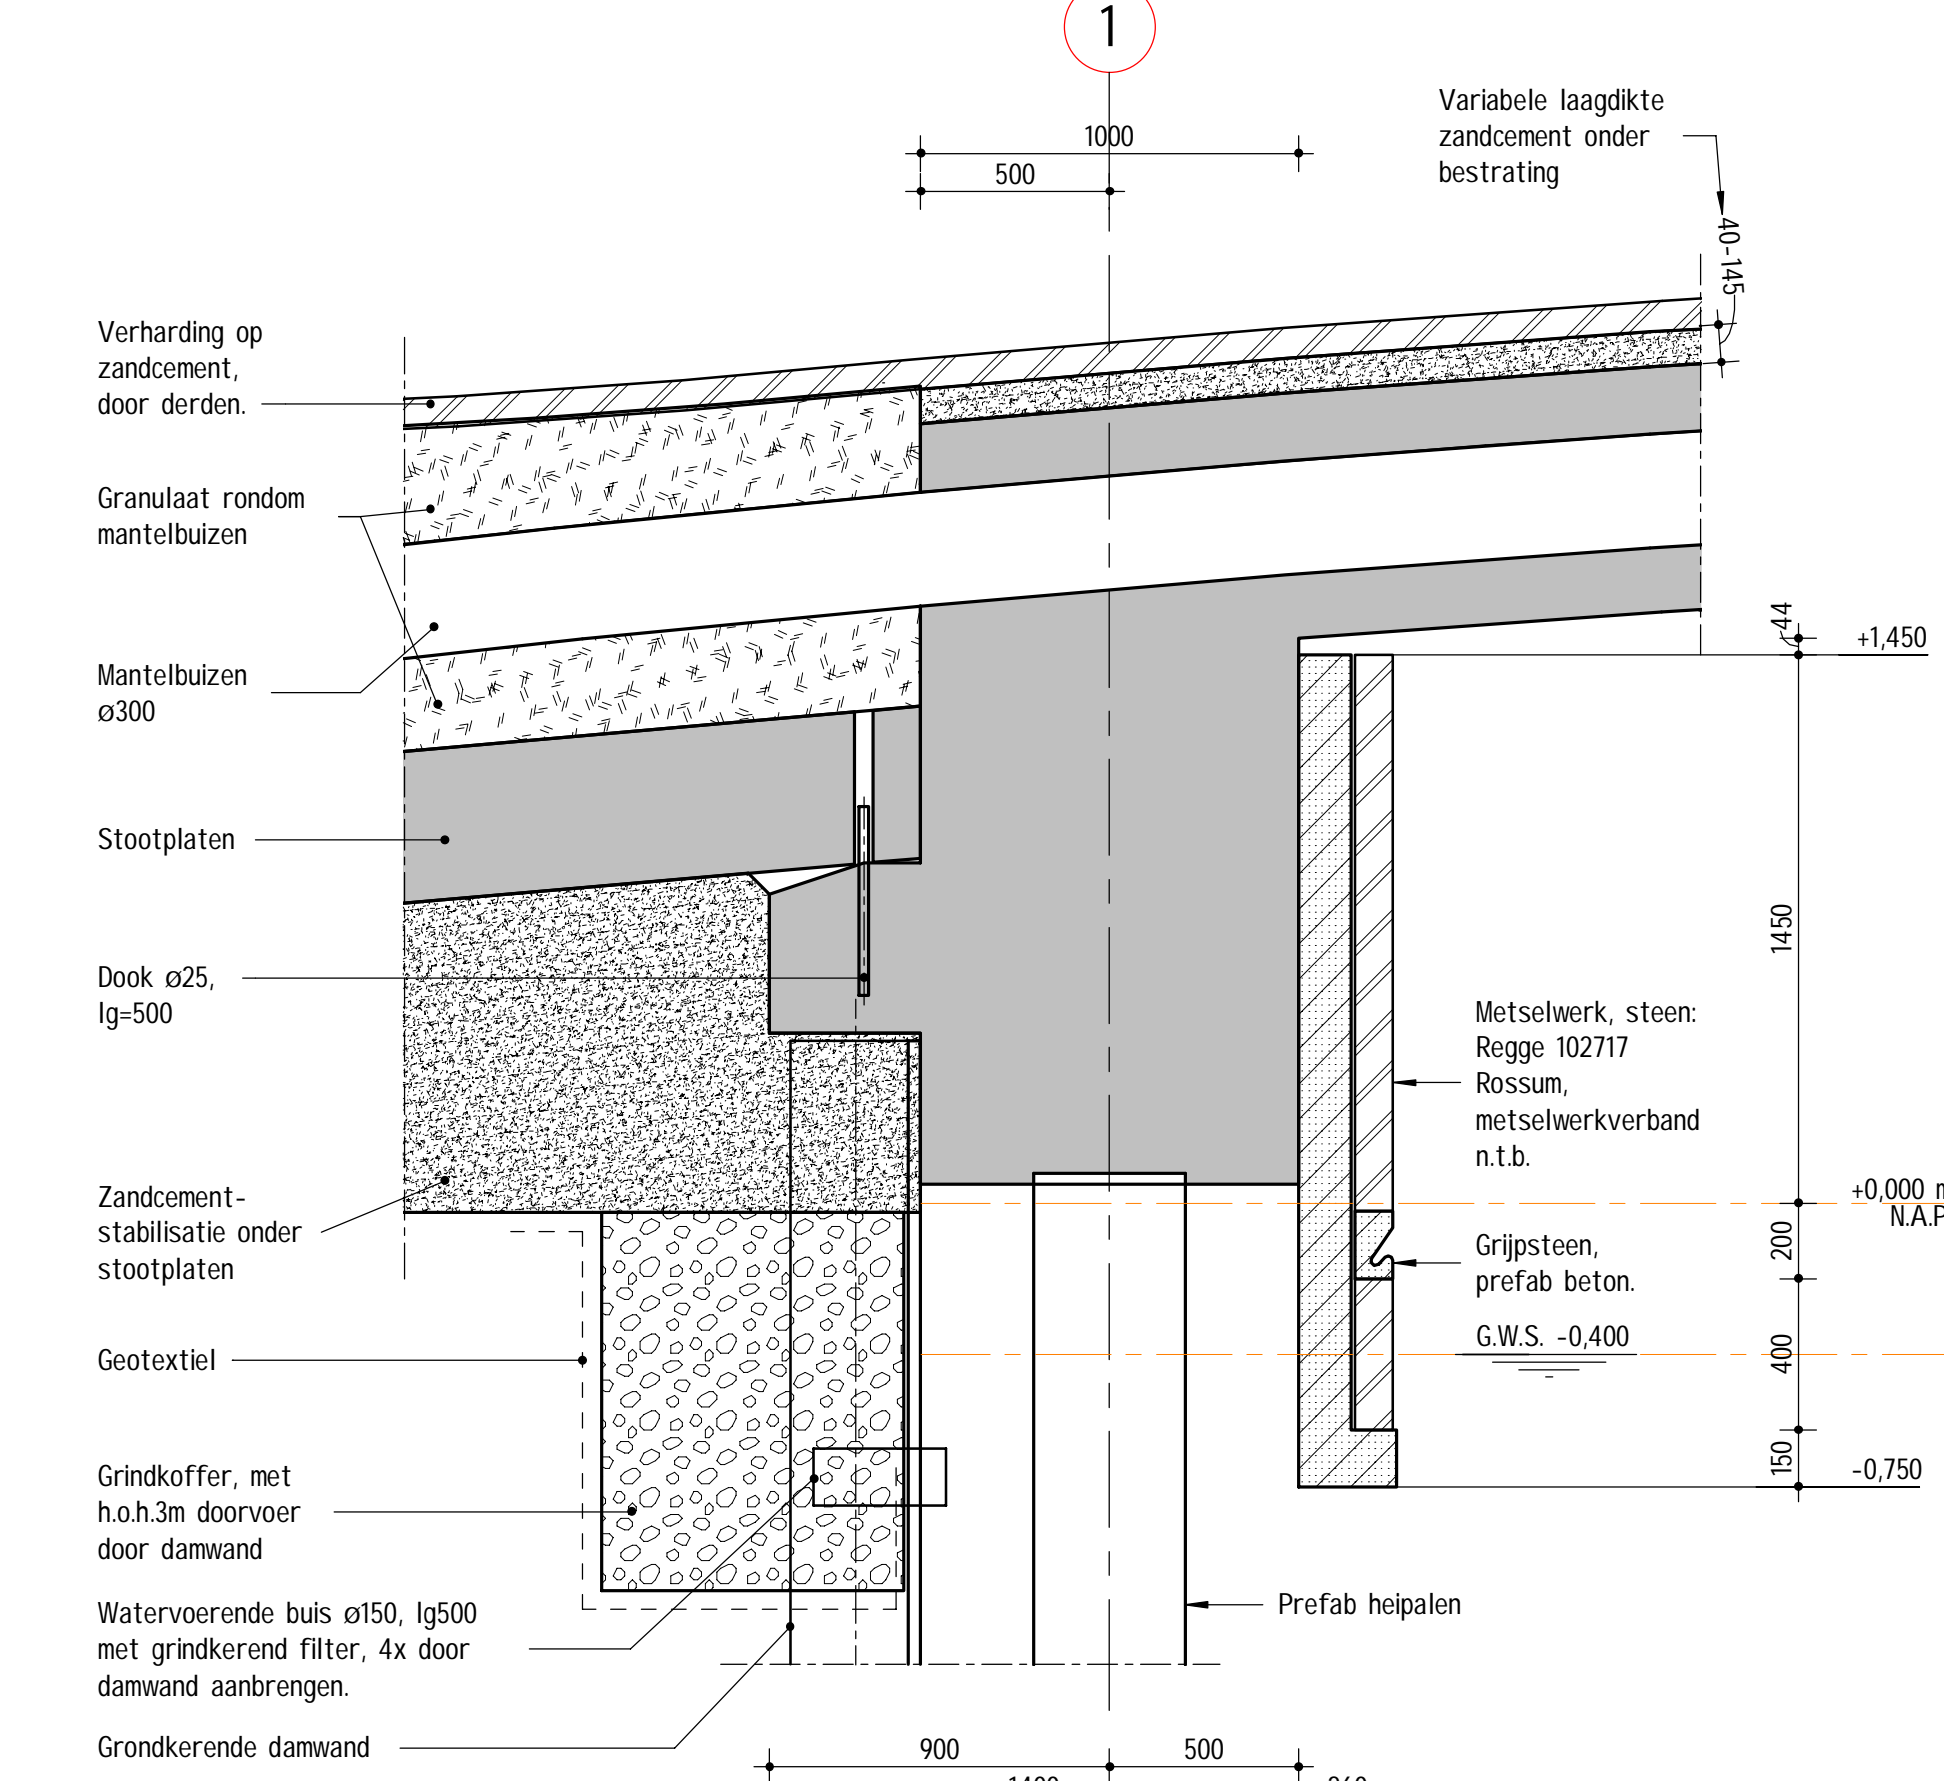 1
1000
500
Variabele laagdikte
zandcement onder
bestrating
40-145
Verharding op
zandcement,
door derden.
Granulaat rondom
mantelbuizen
Mantelbuizen
ø300
Stootplaten
Dook ø25,
lg=500
Zandcement-
stabilisatie onder
stootplaten
Geotextiel
Grindkoffer, met
h.o.h.3m doorvoer
door damwand
Watervoerende buis ø150, lg500
met grindkerend filter, 4x door
damwand aanbrengen.
Grondkerende damwand
44
+1,450
1450
Metselwerk, steen:
Regge 102717
Rossum,
metselwerkverband
n.t.b.
+0,000
N.A.P
200
Grijpsteen,
prefab beton.
G.W.S. -0,400
400
150
-0,750
Prefab heipalen
900
500